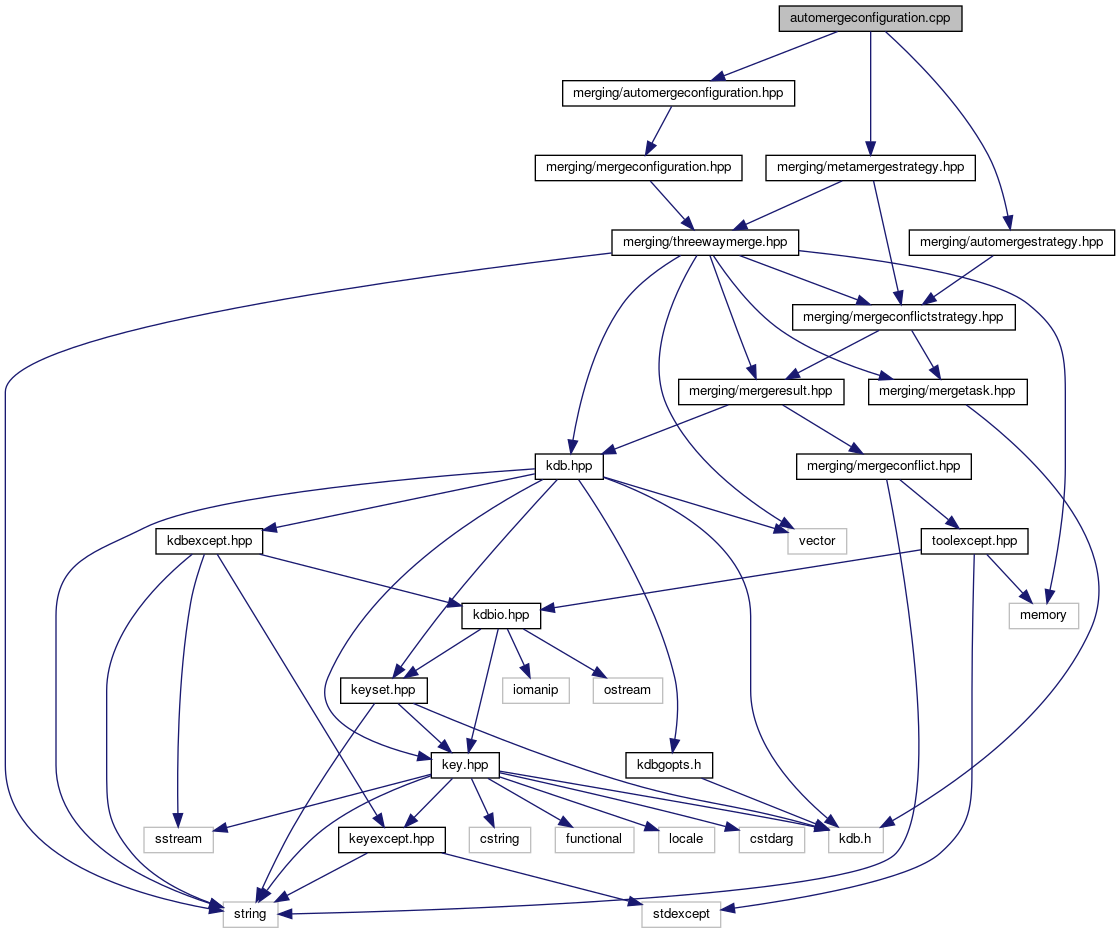 automergeconfiguration.cpp
merging/automergeconfiguration.hpp
merging/mergeconfiguration.hpp
merging/metamergestrategy.hpp
merging/threewaymerge.hpp
merging/automergestrategy.hpp
merging/mergeconflictstrategy.hpp
merging/mergeresult.hpp
merging/mergetask.hpp
kdb.hpp
merging/mergeconflict.hpp
kdbexcept.hpp
vector
toolexcept.hpp
kdbio.hpp
memory
keyset.hpp
iomanip
ostream
key.hpp
kdbgopts.h
sstream
keyexcept.hpp
cstring
functional
locale
cstdarg
kdb.h
string
stdexcept